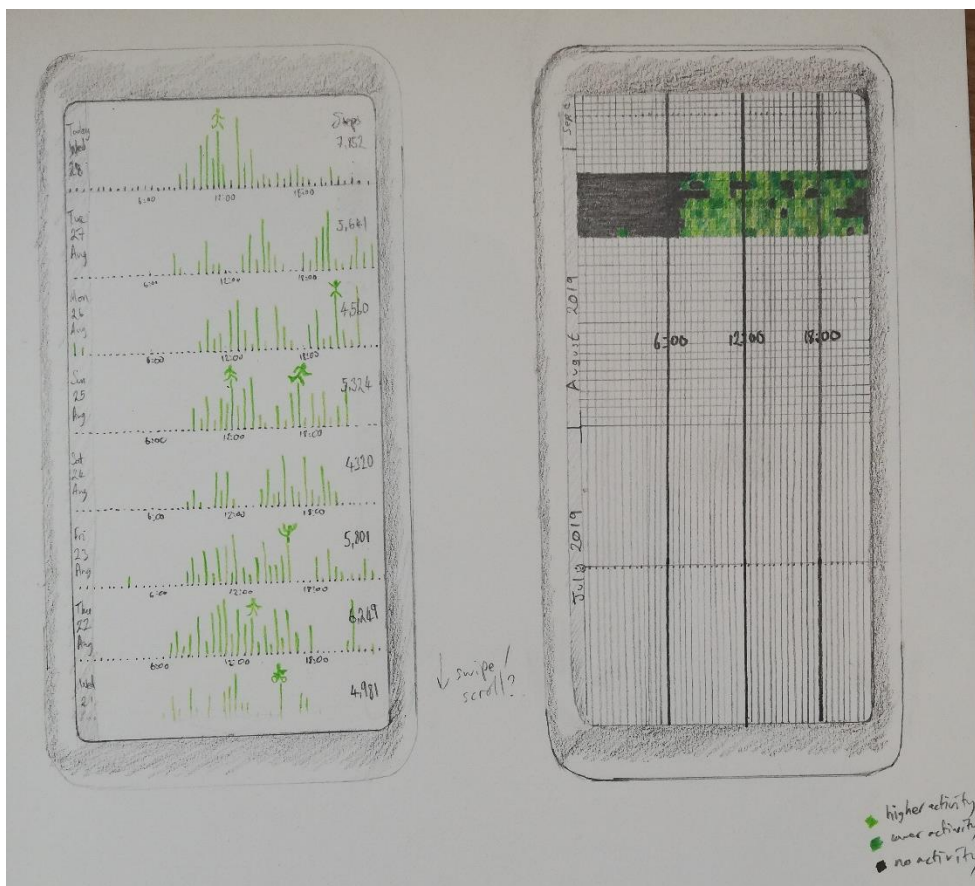 Today
Wed
28
Steps
7,852
6:00 12:00 18:00
Tue
27
Aug
3,641
6:00 12:00 18:00
Mon
26
Aug
4,560
6:00 12:00 18:00
Sun
25
Aug
5,324
6:00 12:00 18:00
Sat
24
Aug
4320
6:00 12:00 18:00
Fri
23
Aug
5,801
6:00 12:00 18:00
Thu
22
Aug
6,249
6:00 12:00 18:00
Wed
4,981
↓ swipe /
scroll?
August 2019
July 2019
6:00 12:00 18:00
higher activity
lower activity
no activity